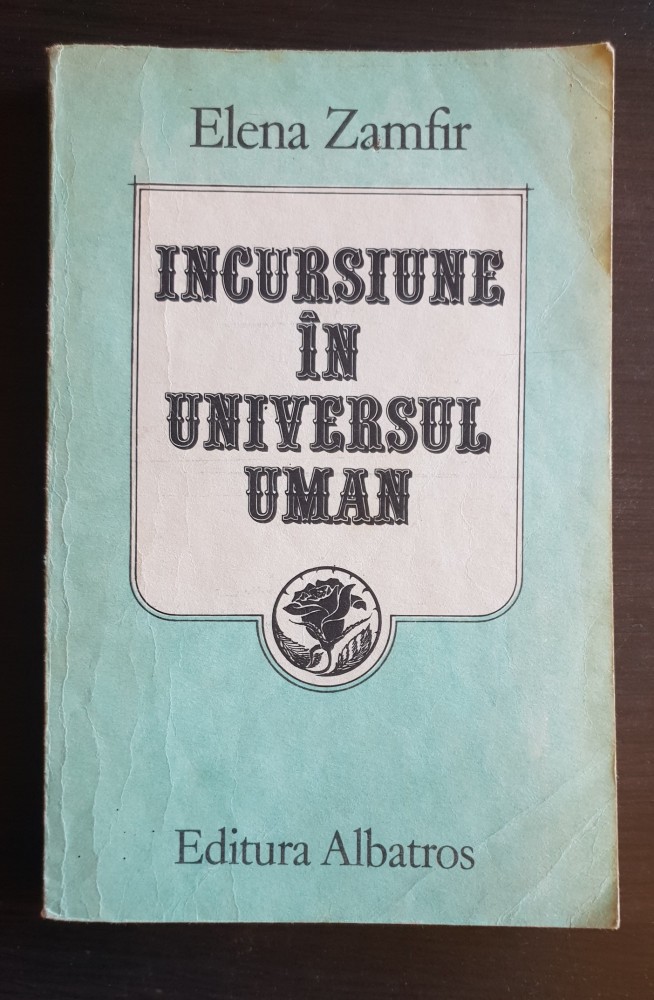 Elena Zamfir
INCURSIUNE
ÎN
UNIVERSUL
UMAN
Editura Albatros